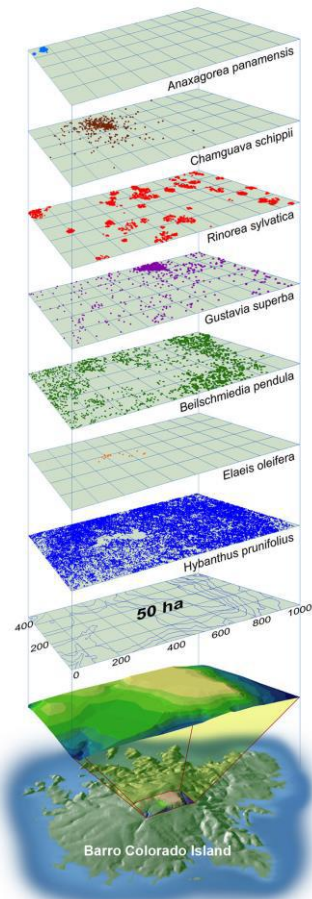 Anaxagorea panamensis
Chamguava schippii
Rinorea sylvatica
Gustavia superba
Beilschmiedia pendula
Elaeis oleifera
Hybanthus prunifolius
50 ha
400
200
0
200
400
600
800
1000
Barro Colorado Island